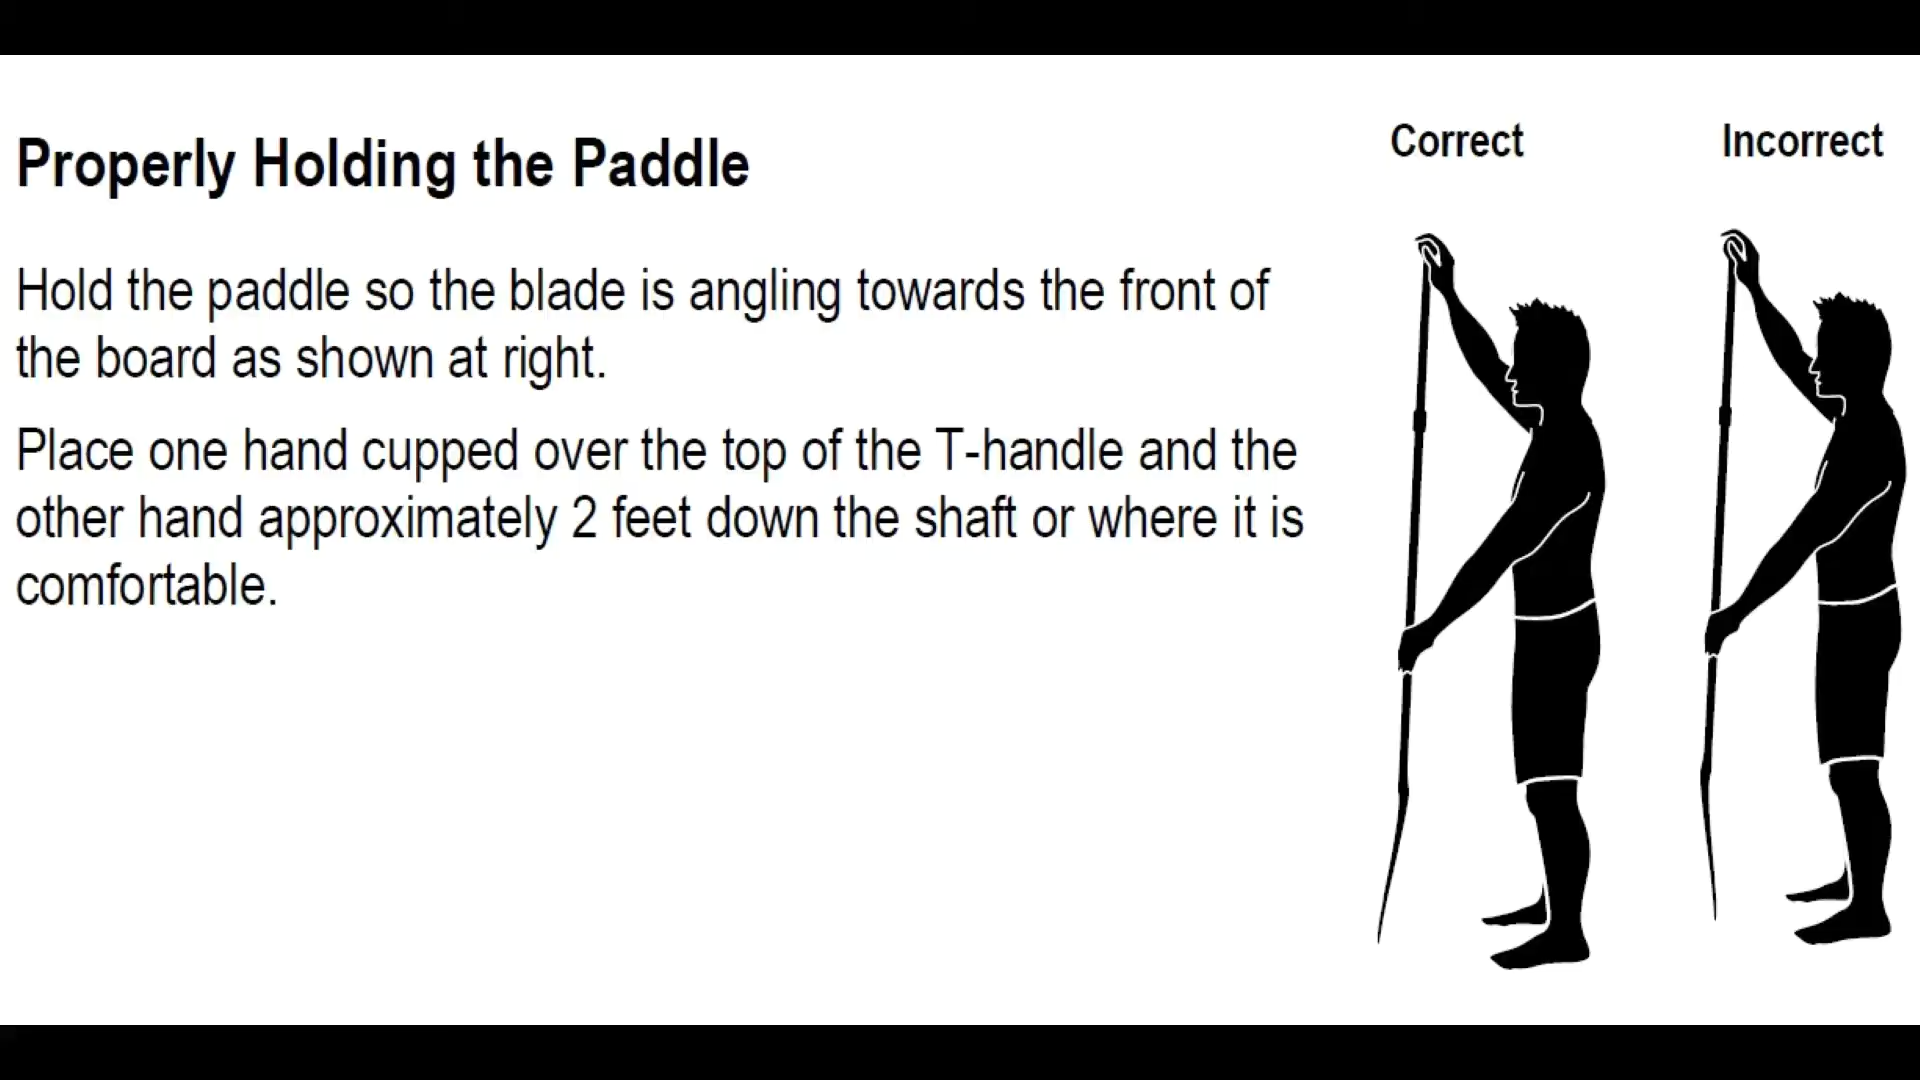 Properly Holding the Paddle
Hold the paddle so the blade is angling towards the front of
the board as shown at right.
Place one hand cupped over the top of the T-handle and the
other hand approximately 2 feet down the shaft or where it is
comfortable.
Correct
Incorrect